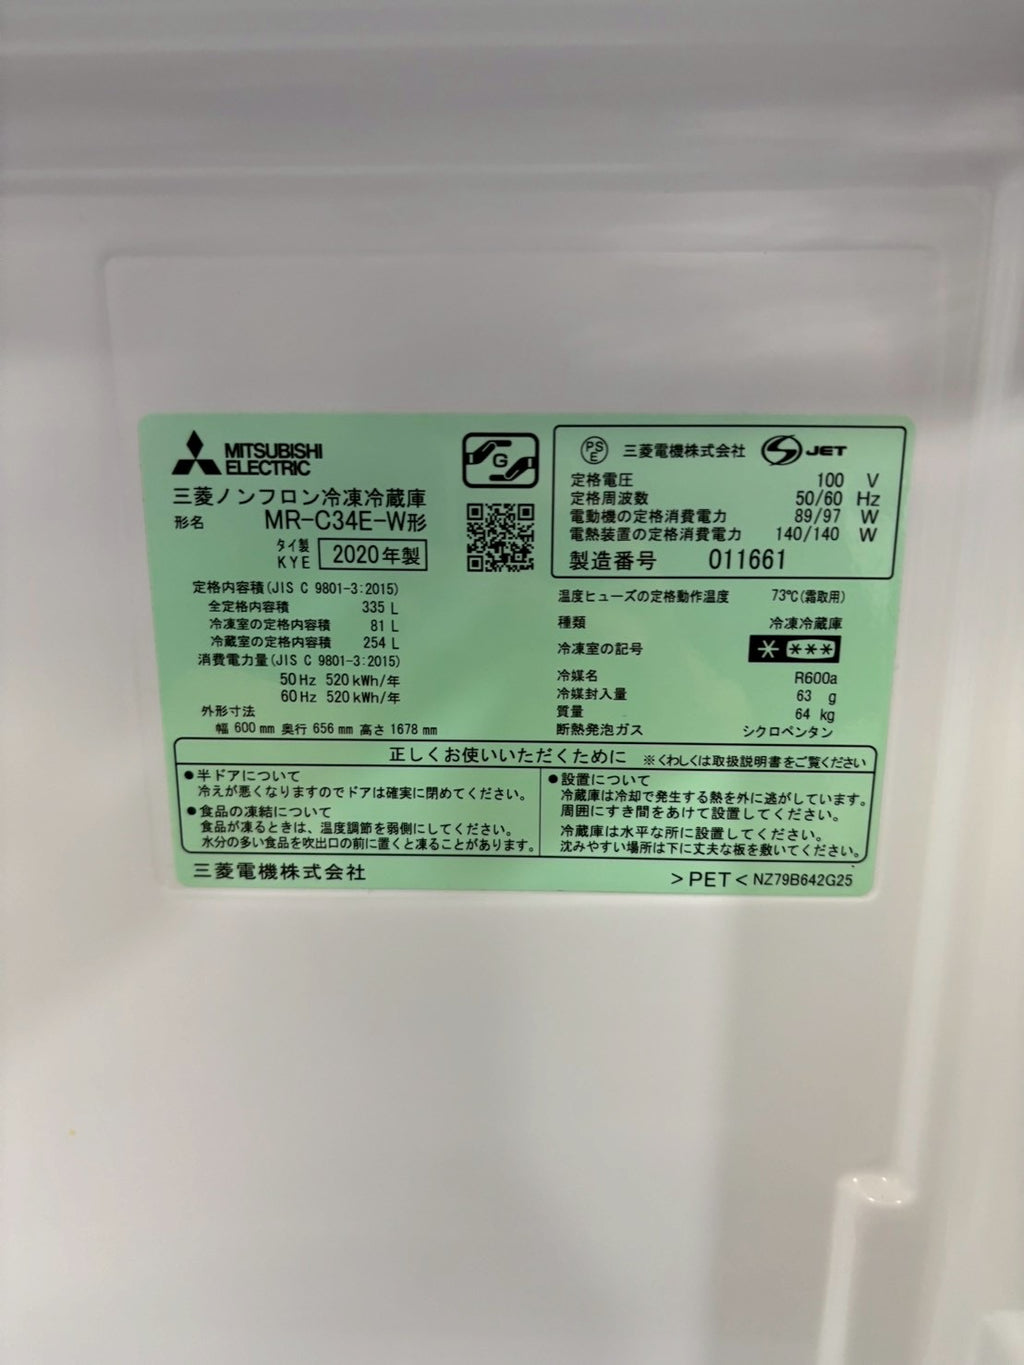 MITSUBISHI
ELECTRIC
三菱ノンフロン冷凍冷蔵庫
形名 MR-C34E-W形
タイ製
KYE 2020年製
定格内容積(JIS C 9801-3:2015)
全定格内容積 335 L
冷凍室の定格内容積 81 L
冷蔵室の定格内容積 254 L
消費電力量(JIS C 9801-3:2015)
50Hz 520kWh/年
60Hz 520kWh/年
外形寸法
幅 600 mm 奥行 656 mm 高さ 1678 mm
G
PSE 三菱電機株式会社 S JET
定格電圧 100 V
定格周波数 50/60 Hz
電動機の定格消費電力 89/97 W
電熱装置の定格消費電力 140/140 W
製造番号 011661
温度ヒューズの定格動作温度 73℃(霜取用)
種類 冷凍冷蔵庫
冷凍室の記号 * ***
冷媒名 R600a
冷媒封入量 63 g
質量 64 kg
断熱発泡ガス シクロペンタン
正しくお使いいただくために ※くわしくは取扱説明書をご覧ください
●半ドアについて
冷えが悪くなりますのでドアは確実に閉めてください。
●食品の凍結について
食品が凍るときは、温度調節を弱側にしてください。
水分の多い食品を吹出口の前に置くと凍ることがあります。
●設置について
冷蔵庫は冷却で発生する熱を外に逃がしています。
周囲にすき間をあけて設置してください。
冷蔵庫は水平な所に設置してください。
沈みやすい場所は下に丈夫な板を敷いてください。
三菱電機株式会社
>PET< NZ79B642G25